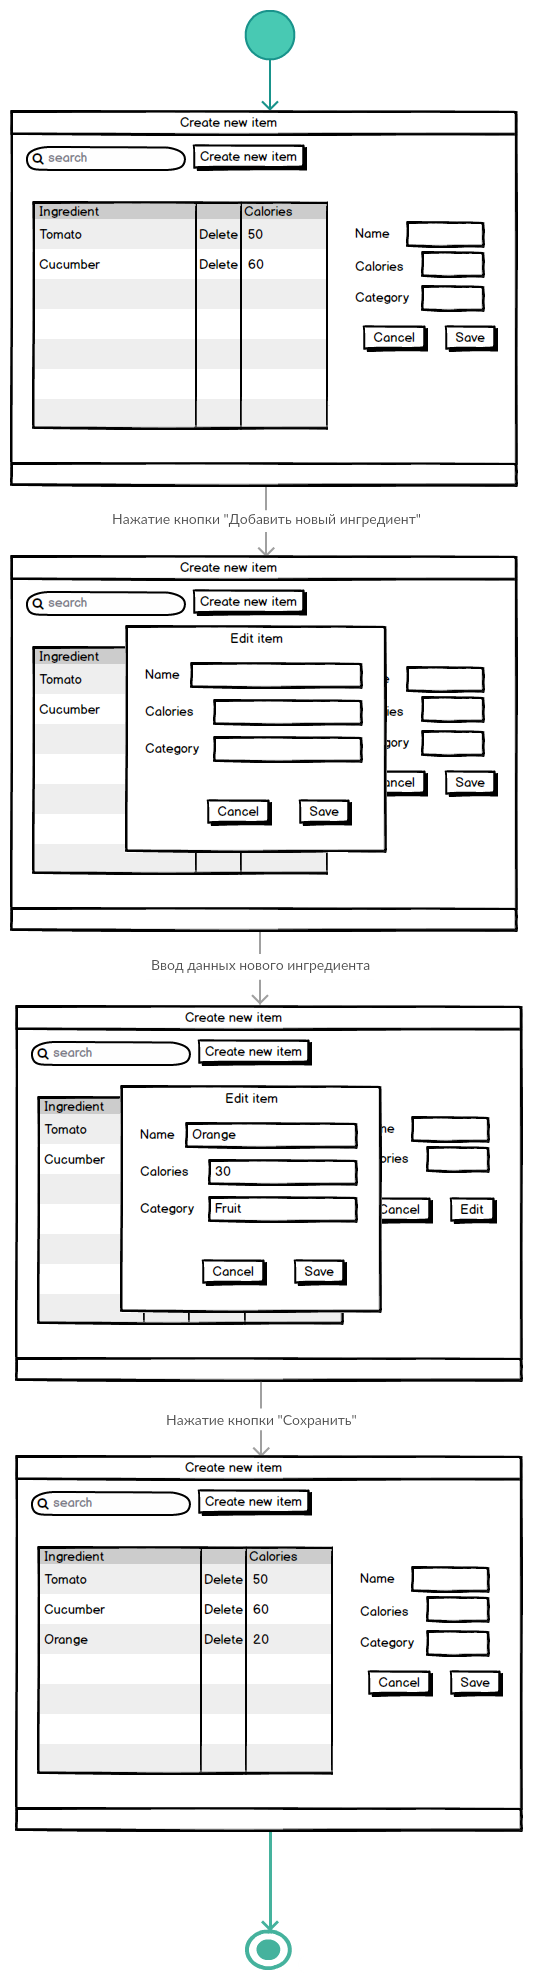 Create new item
search
Create new item
Ingredient Calories
Tomato Delete 50
Cucumber Delete 60
Name
Calories
Category
Cancel Save
Нажатие кнопки "Добавить новый ингредиент"
Create new item
search
Create new item
Ingredient
Tomato
Cucumber
Edit item
Name
Calories
Category
Cancel Save
e
ies
gory
ancel Save
Ввод данных нового ингредиента
Create new item
search
Create new item
Ingredient
Tomato
Cucumber
Edit item
Name Orange
Calories 30
Category Fruit
Cancel Save
ne
ories
Cancel Edit
Нажатие кнопки "Сохранить"
Create new item
search
Create new item
Ingredient Calories
Tomato Delete 50
Cucumber Delete 60
Orange Delete 20
Name
Calories
Category
Cancel Save